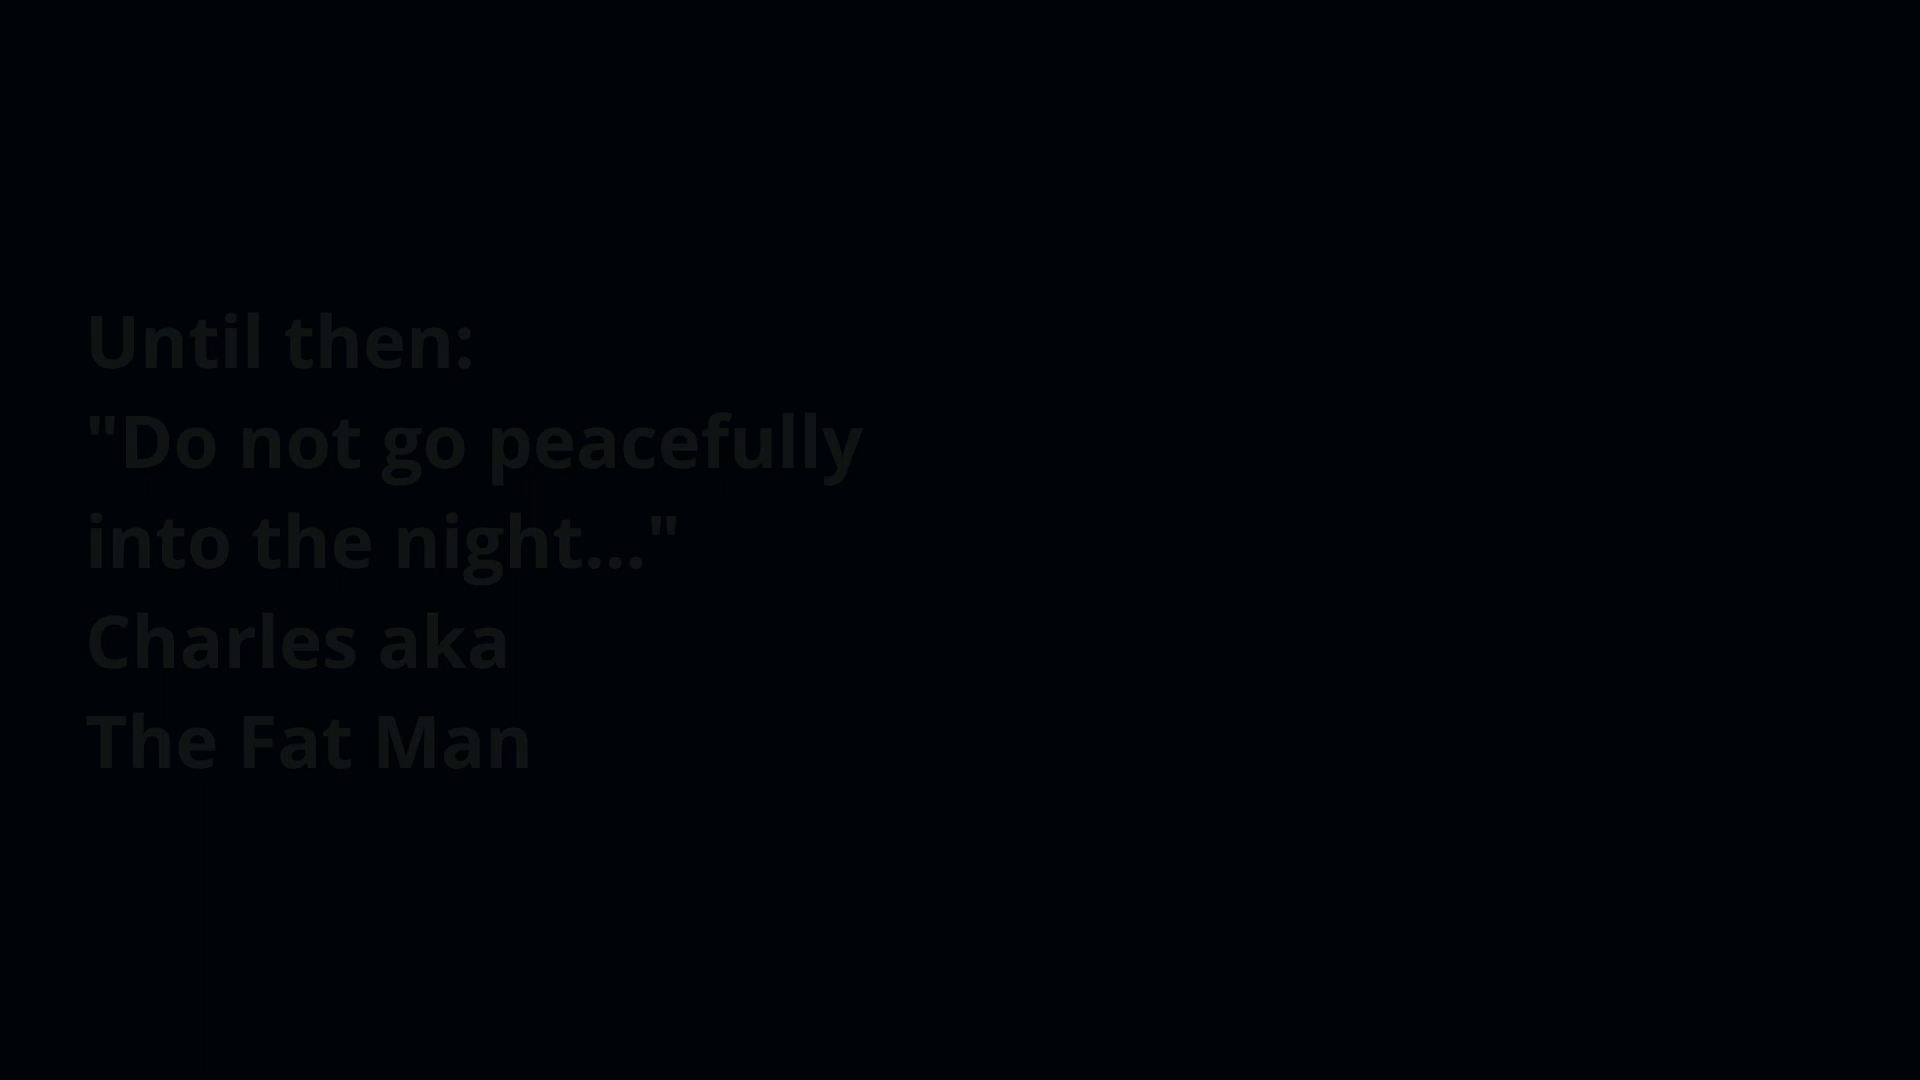 Until then:
"Do not go peacefully
into the night..."
Charles aka
The Fat Man